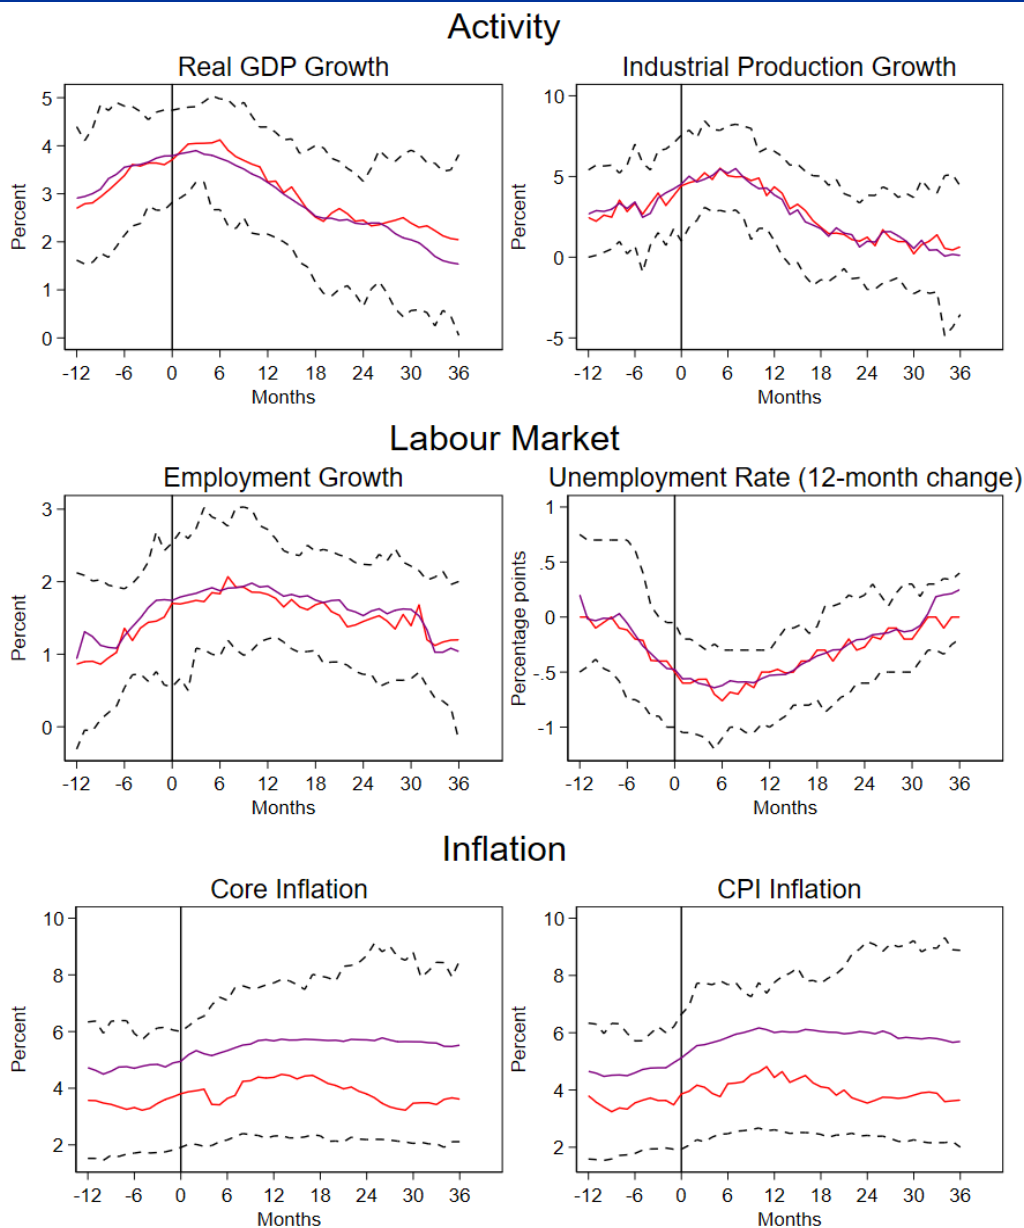 Activity
Real GDP Growth
Industrial Production Growth
Percent
5
4
3
2
1
0
-12 -6 0 6 12 18 24 30 36
Months
Percent
10
5
0
-5
-12 -6 0 6 12 18 24 30 36
Months
Labour Market
Employment Growth
Unemployment Rate (12-month change)
Percent
3
2
1
0
-12 -6 0 6 12 18 24 30 36
Months
Percentage points
1
.5
0
-.5
-1
-12 -6 0 6 12 18 24 30 36
Months
Inflation
Core Inflation
CPI Inflation
Percent
10
8
6
4
2
-12 -6 0 6 12 18 24 30 36
Months
Percent
10
8
6
4
2
-12 -6 0 6 12 18 24 30 36
Months